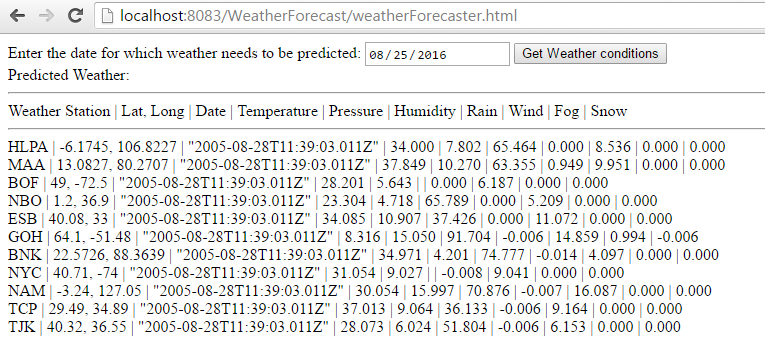 localhost:8083/WeatherForecast/weatherForecaster.html
Enter the date for which weather needs to be predicted: 08/25/2016 Get Weather conditions
Predicted Weather:
Weather Station | Lat, Long | Date | Temperature | Pressure | Humidity | Rain | Wind | Fog | Snow
HLPA | -6.1745, 106.8227 | "2005-08-28T11:39:03.011Z" | 34.000 | 7.802 | 65.464 | 0.000 | 8.536 | 0.000 | 0.000
MAA | 13.0827, 80.2707 | "2005-08-28T11:39:03.011Z" | 37.849 | 10.270 | 63.355 | 0.949 | 9.951 | 0.000 | 0.000
BOF | 49, -72.5 | "2005-08-28T11:39:03.011Z" | 28.201 | 5.643 | | 0.000 | 6.187 | 0.000 | 0.000
NBO | 1.2, 36.9 | "2005-08-28T11:39:03.011Z" | 23.304 | 4.718 | 65.789 | 0.000 | 5.209 | 0.000 | 0.000
ESB | 40.08, 33 | "2005-08-28T11:39:03.011Z" | 34.085 | 10.907 | 37.426 | 0.000 | 11.072 | 0.000 | 0.000
GOH | 64.1, -51.48 | "2005-08-28T11:39:03.011Z" | 8.316 | 15.050 | 91.704 | -0.006 | 14.859 | 0.994 | -0.006
BNK | 22.5726, 88.3639 | "2005-08-28T11:39:03.011Z" | 34.971 | 4.201 | 74.777 | -0.014 | 4.097 | 0.000 | 0.000
NYC | 40.71, -74 | "2005-08-28T11:39:03.011Z" | 31.054 | 9.027 | | -0.008 | 9.041 | 0.000 | 0.000
NAM | -3.24, 127.05 | "2005-08-28T11:39:03.011Z" | 30.054 | 15.997 | 70.876 | -0.007 | 16.087 | 0.000 | 0.000
TCP | 29.49, 34.89 | "2005-08-28T11:39:03.011Z" | 37.013 | 9.064 | 36.133 | -0.006 | 9.164 | 0.000 | 0.000
TJK | 40.32, 36.55 | "2005-08-28T11:39:03.011Z" | 28.073 | 6.024 | 51.804 | -0.006 | 6.153 | 0.000 | 0.000